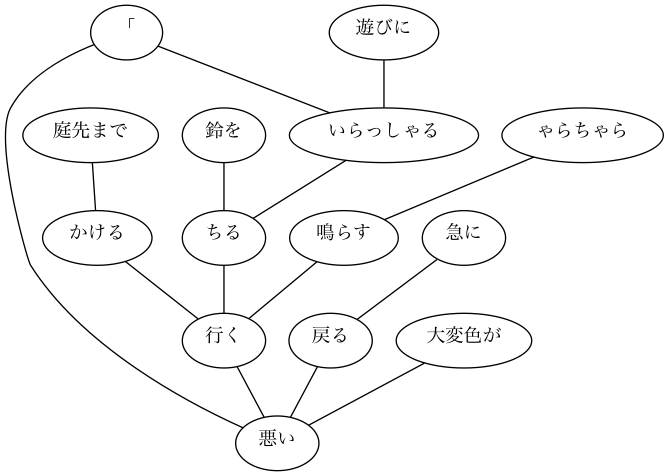 「
遊びに
庭先まで
鈴を
いらっしゃる
ゃらちゃら
かける
ちる
鳴らす
急に
行く
戻る
大変色が
悪い